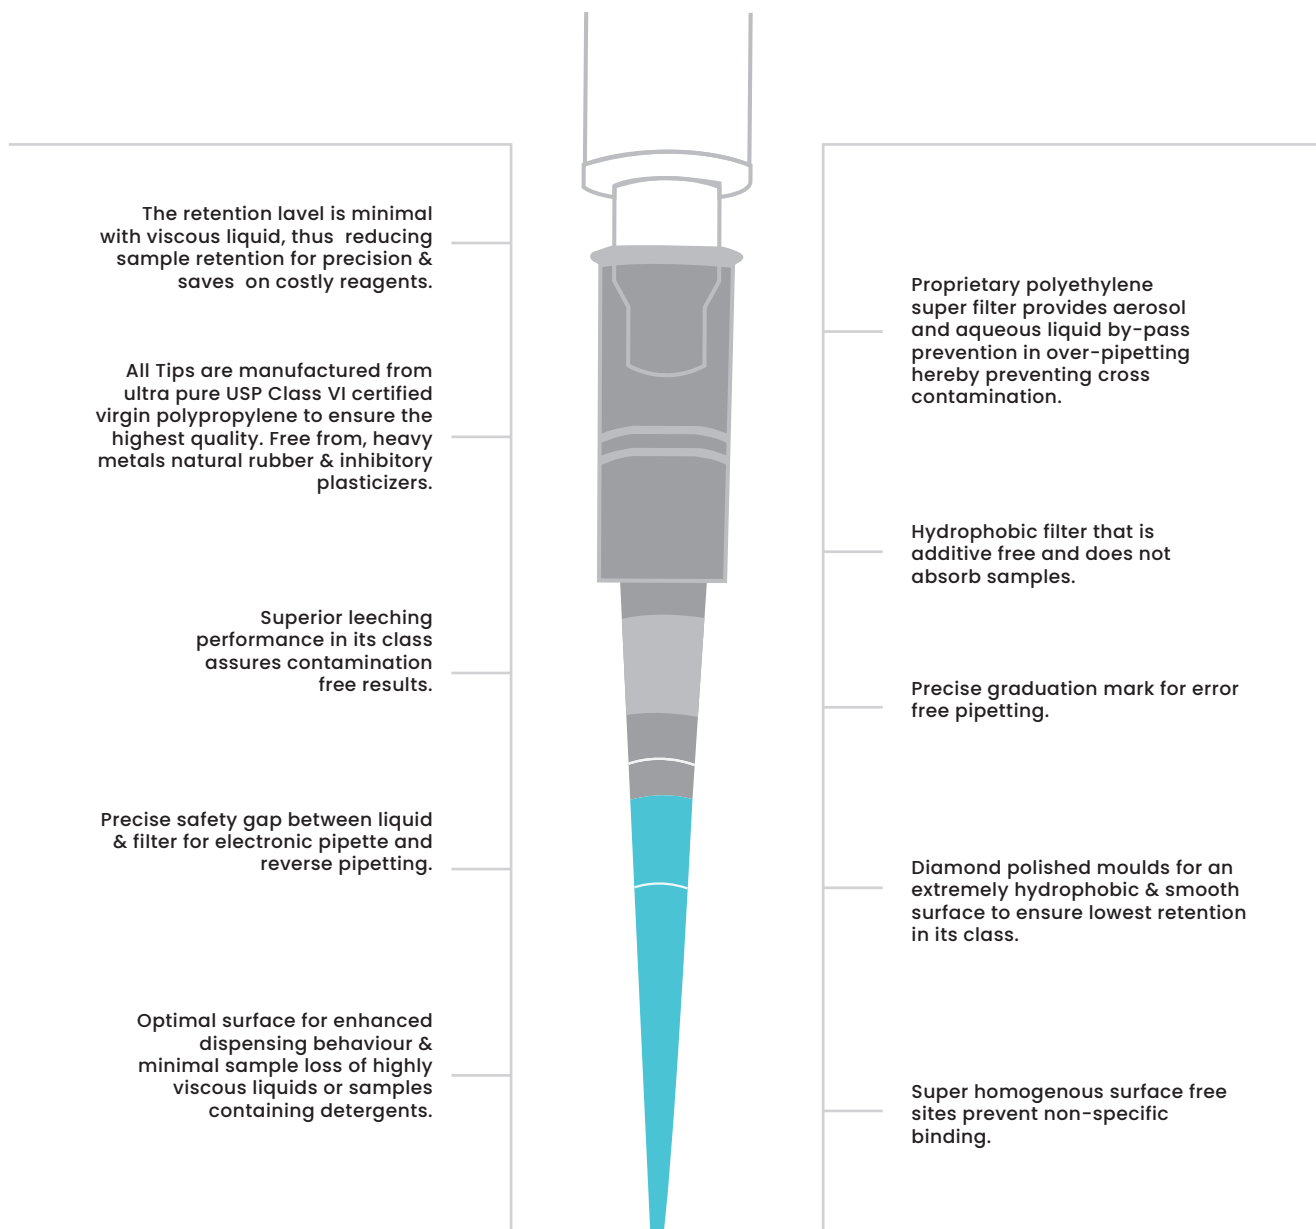 The retention lavel is minimal
with viscous liquid, thus  reducing
sample retention for precision &
saves  on costly reagents.
All Tips are manufactured from
ultra pure USP Class VI certified
virgin polypropylene to ensure the
highest quality. Free from, heavy
metals natural rubber & inhibitory
plasticizers.
Superior leeching
performance in its class
assures contamination
free results.
Precise safety gap between liquid
& filter for electronic pipette and
reverse pipetting.
Optimal surface for enhanced
dispensing behaviour &
minimal sample loss of highly
viscous liquids or samples
containing detergents.
Proprietary polyethylene
super filter provides aerosol
and aqueous liquid by-pass
prevention in over-pipetting
hereby preventing cross
contamination.
Hydrophobic filter that is
additive free and does not
absorb samples.
Precise graduation mark for error
free pipetting.
Diamond polished moulds for an
extremely hydrophobic & smooth
surface to ensure lowest retention
in its class.
Super homogenous surface free
sites prevent non-specific
binding.